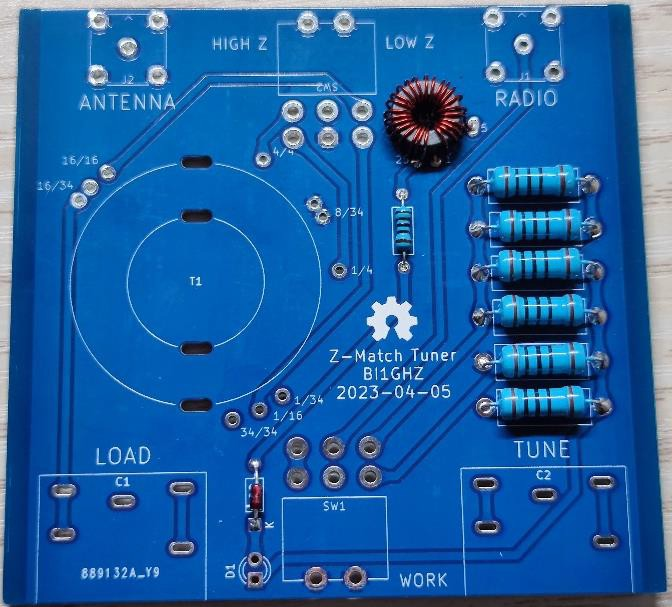 HIGH Z
LOW Z
J2
ANTENNA
SW2
J1
RADIO
4/4
16/16
16/34
8/34
T1
1/4
Z-Match Tuner
BI1GHZ
2023-04-05
1/34
1/16
34/34
LOAD
TUNE
C1
C2
SW1
K
D1
889132A_Y9
WORK